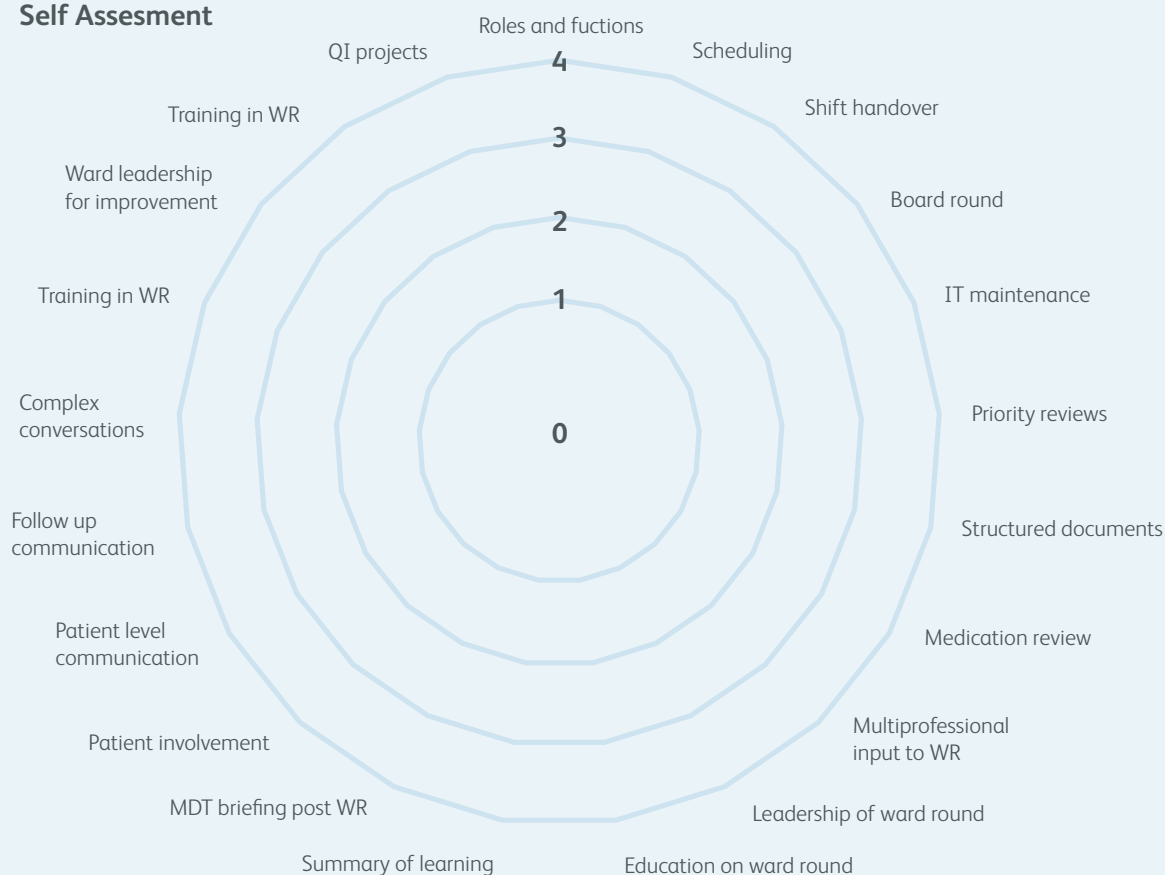 Self Assesment
Roles and fuctions
QI projects
Scheduling
4
Training in WR
Shift handover
3
Ward leadership
for improvement
Board round
2
Training in WR
IT maintenance
1
Complex
conversations
Priority reviews
0
Follow up
communication
Structured documents
Patient level
communication
Medication review
Patient involvement
Multiprofessional
input to WR
MDT briefing post WR
Leadership of ward round
Summary of learning
Education on ward round